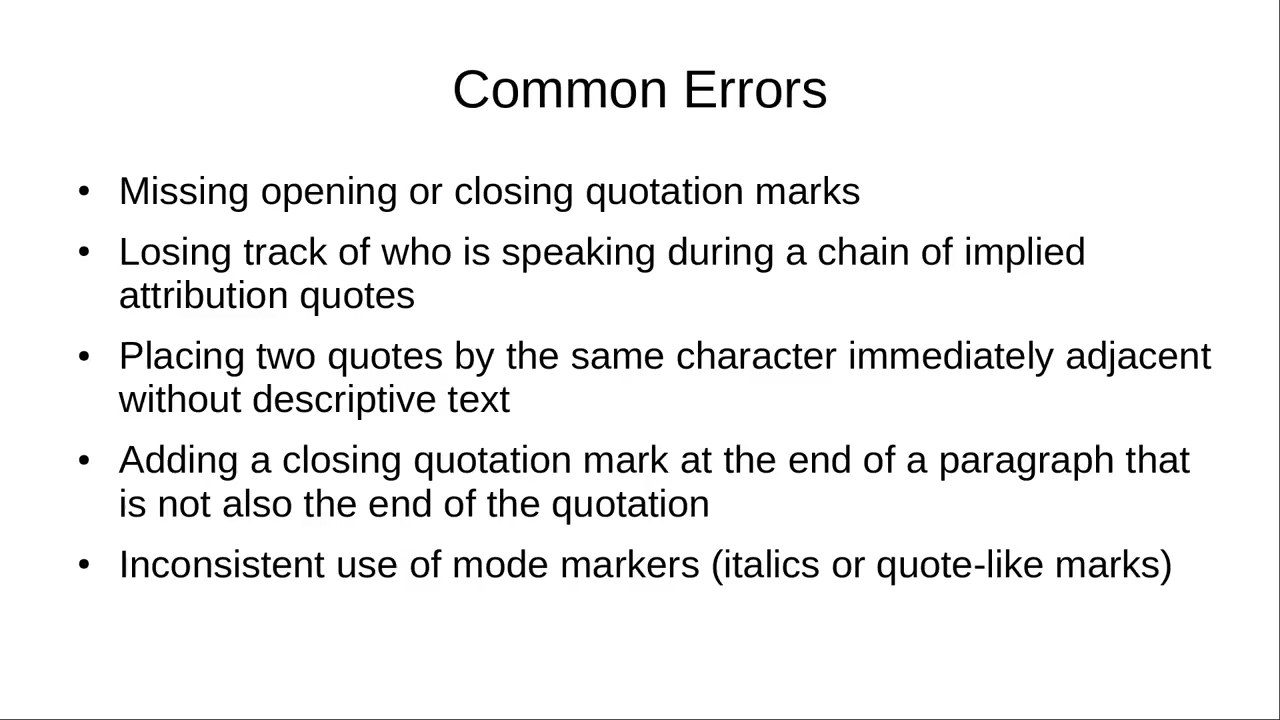 Common Errors
• Missing opening or closing quotation marks
• Losing track of who is speaking during a chain of implied
attribution quotes
• Placing two quotes by the same character immediately adjacent
without descriptive text
• Adding a closing quotation mark at the end of a paragraph that
is not also the end of the quotation
• Inconsistent use of mode markers (italics or quote-like marks)